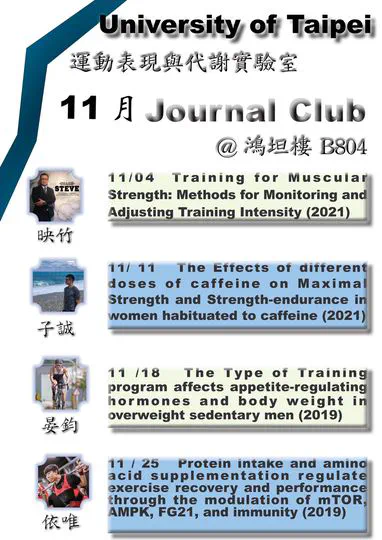 University of Taipei
運動表現與代謝實驗室
11月 Journal Club
@ 鴻坦樓 B804
STEVE
映竹
11/04 Training for Muscular
Strength: Methods for Monitoring and
Adjusting Training Intensity (2021)
子誠
11/ 11 The Effects of different
doses of caffeine on Maximal
Strength and Strength-endurance in
women habituated to caffeine (2021)
晏鈞
11 /18 The Type of Training
program affects appetite-regulating
hormones and body weight in
overweight sedentary men (2019)
依唯
11 / 25 Protein intake and amino
acid supplementation regulate
exercise recovery and performance
through the modulation of mTOR,
AMPK, FG21, and immunity (2019)